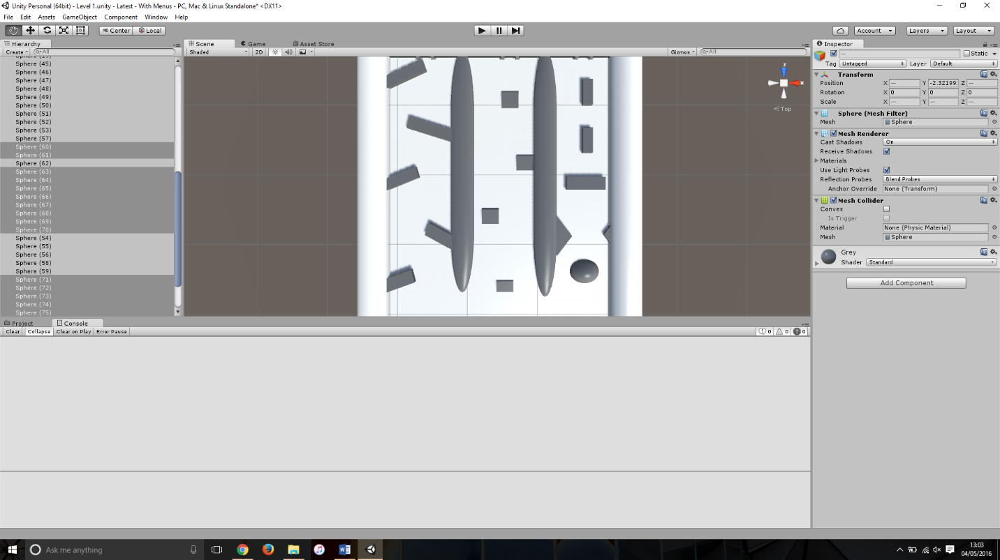 Unity Personal (64bit) - Level 1.unity - Latest - With Menus - PC, Mac & Linux Standalone* <DX11>
File Edit Assets GameObject Component Window Help
Center Local
Account Layers Layout
Hierarchy
Create All
Sphere (45)
Sphere (46)
Sphere (47)
Sphere (48)
Sphere (49)
Sphere (50)
Sphere (51)
Sphere (52)
Sphere (53)
Sphere (57)
Sphere (60)
Sphere (61)
Sphere (62)
Sphere (63)
Sphere (64)
Sphere (65)
Sphere (66)
Sphere (67)
Sphere (68)
Sphere (69)
Sphere (70)
Sphere (54)
Sphere (55)
Sphere (56)
Sphere (58)
Sphere (59)
Sphere (71)
Sphere (72)
Sphere (73)
Sphere (74)
Sphere (75)
Scene Game Asset Store
Shaded 2D Gizmos All
z
x
Top
Inspector
— Static
Tag Untagged Layer Default
Transform
Position X — Y -2.32199 Z —
Rotation X 0 Y 0 Z 0
Scale X — Y — Z —
Sphere (Mesh Filter)
Mesh Sphere
Mesh Renderer
Cast Shadows On
Receive Shadows
Materials
Use Light Probes
Reflection Probes Blend Probes
Anchor Override None (Transform)
Mesh Collider
Convex
Is Trigger
Material None (Physic Material)
Mesh Sphere
Grey
Shader Standard
Add Component
Project Console
Clear Collapse Clear on Play Error Pause 0 0 0
Ask me anything
13:03
04/05/2016